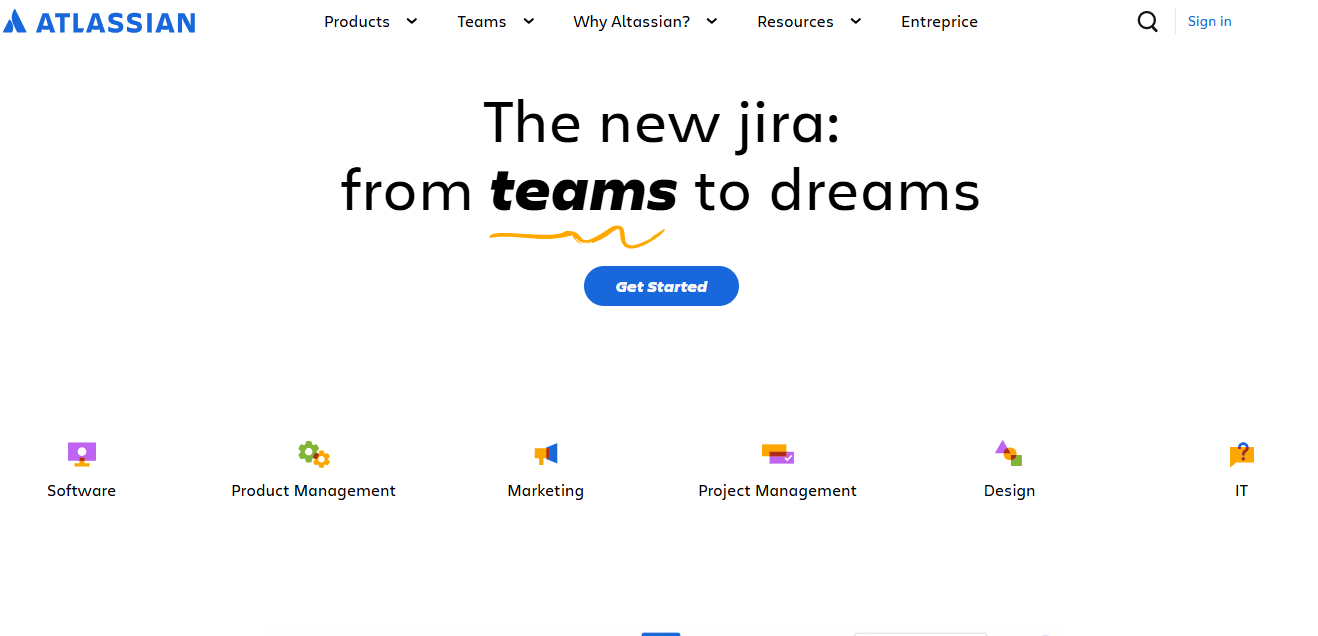 ATLASSIAN Products Teams Why Altassian? Resources Entreprice Sign in
The new jira:
from teams to dreams
Get Started
Software Product Management Marketing Project Management Design IT